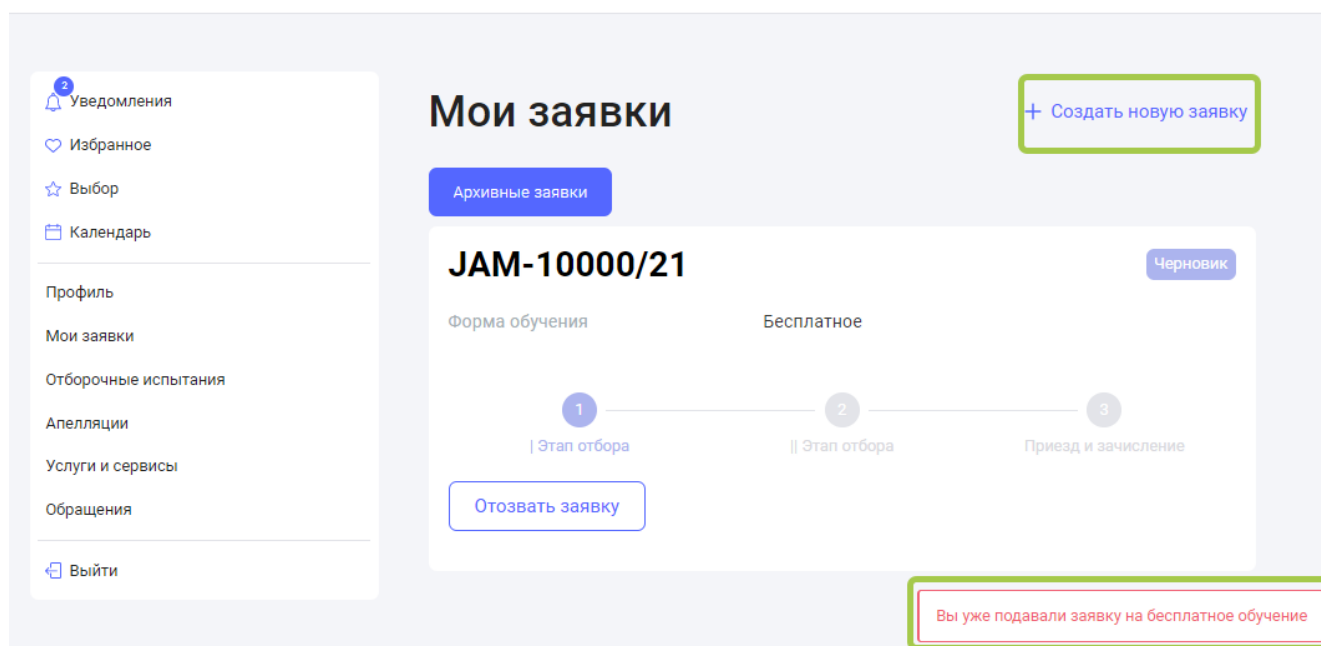 2
Уведомления
Избранное
Выбор
Календарь
Профиль
Мои заявки
Отборочные испытания
Апелляции
Услуги и сервисы
Обращения
Выйти
Мои заявки
+ Создать новую заявку
Архивные заявки
JAM-10000/21
Черновик
Форма обучения Бесплатное
1 2 3
| Этап отбора || Этап отбора Приезд и зачисление
Отозвать заявку
Вы уже подавали заявку на бесплатное обучение